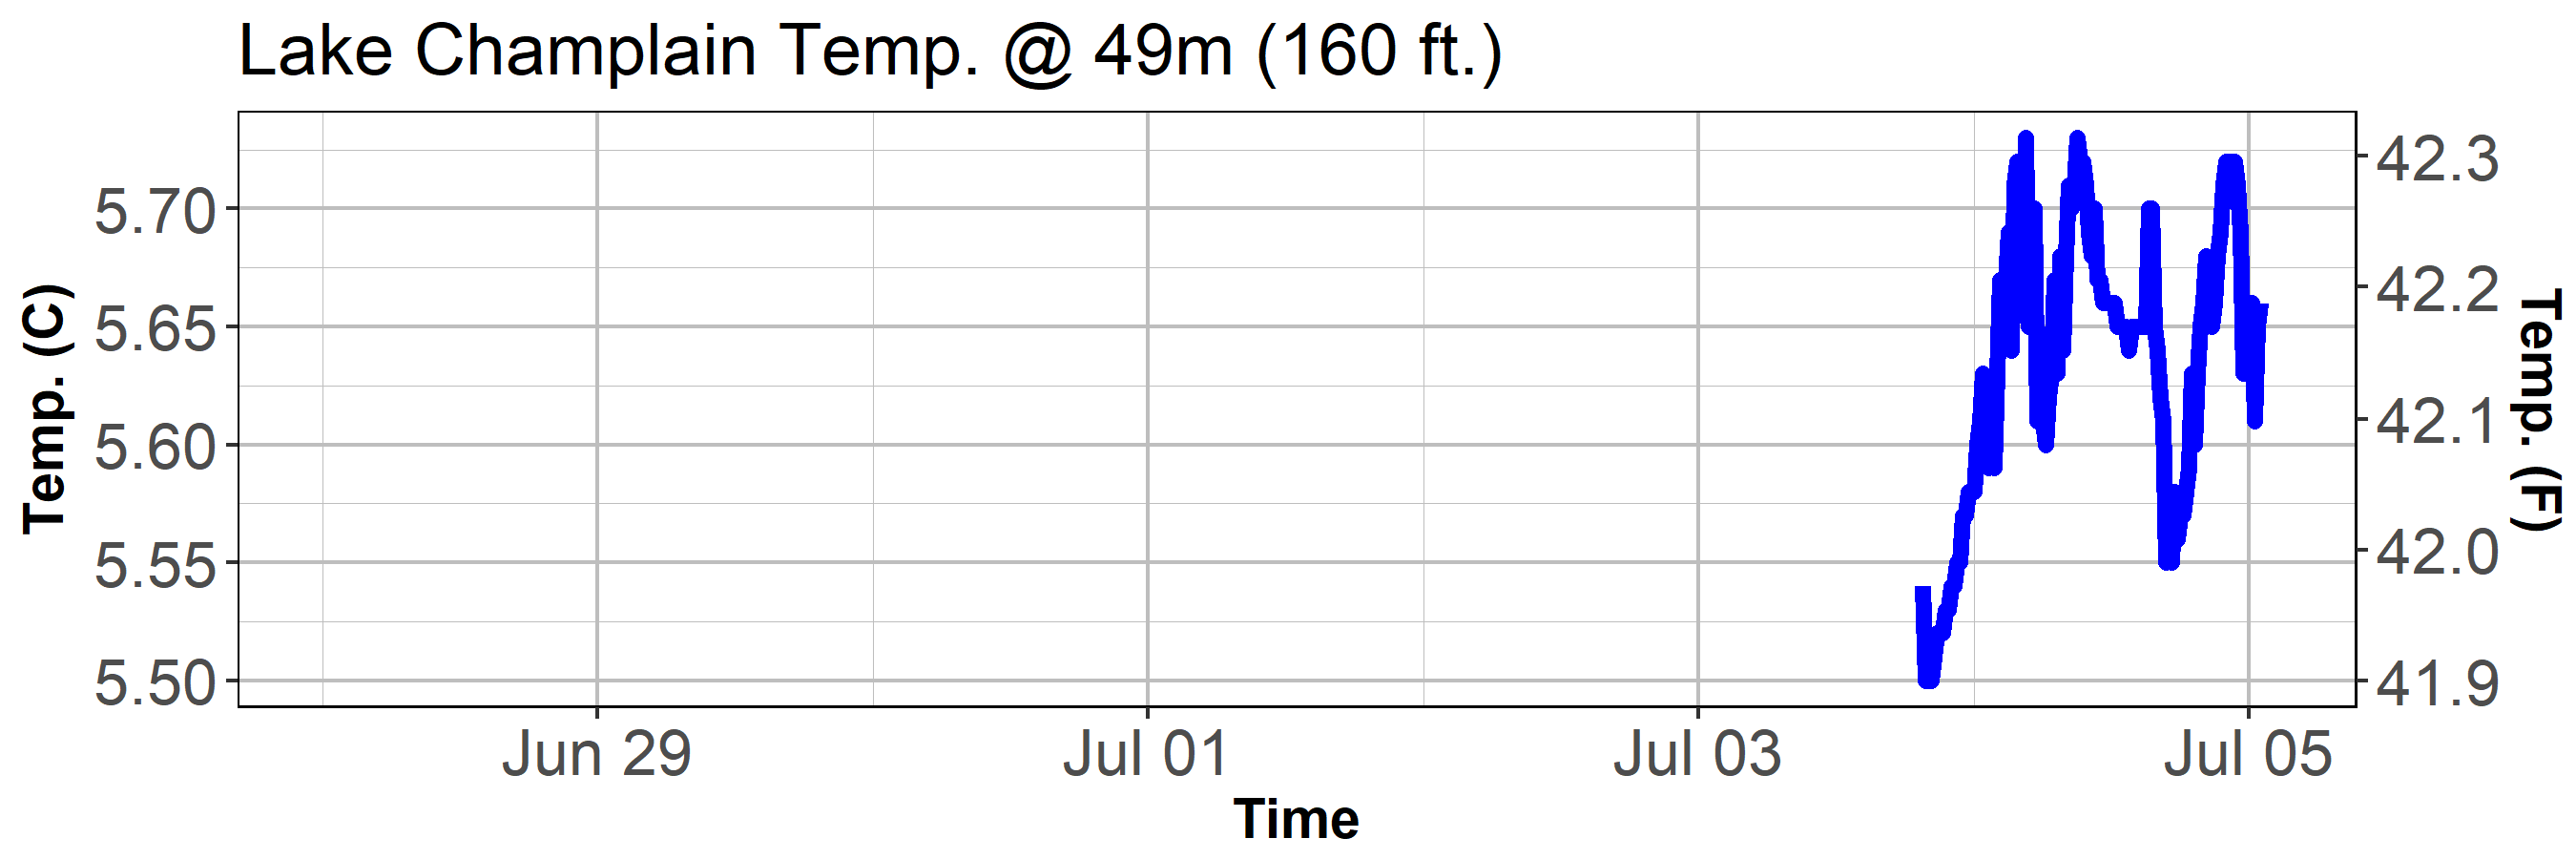 Lake Champlain Temp. @ 49m (160 ft.)
Temp. (C)
5.70
5.65
5.60
5.55
5.50
42.3
42.2
42.1
42.0
41.9
Temp. (F)
Jun 29
Jul 01
Jul 03
Jul 05
Time